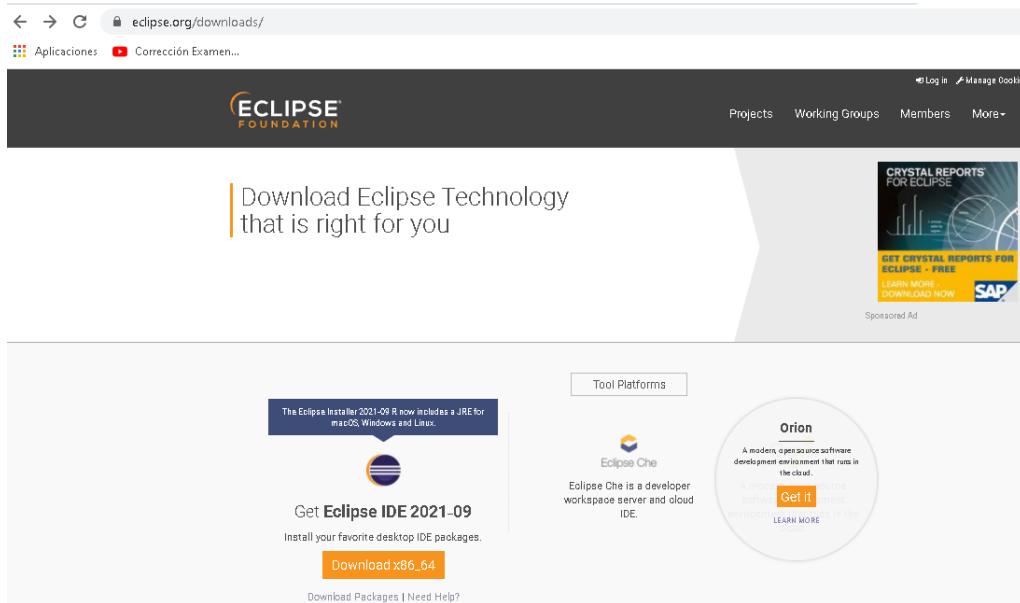 eclipse.org/downloads/
Aplicaciones
Corrección Examen...
Log in
Manage Cooki
ECLIPSE
FOUNDATION
Projects
Working Groups
Members
More
Download Eclipse Technology
that is right for you
CRYSTAL REPORTS
FOR ECLIPSE
GET CRYSTAL REPORTS FOR
ECLIPSE - FREE
LEARN MORE -
DOWNLOAD NOW
SAP
Sponsored Ad
Tool Platforms
The Eclipse Installer 2021-09 R now includes a JRE for
macOS, Windows and Linux.
Get Eclipse IDE 2021-09
Install your favorite desktop IDE packages.
Download x86_64
Download Packages | Need Help?
Eclipse Che
Eclipse Che is a developer
workspace server and cloud
IDE.
Orion
A modern, open source software
development environment that runs in
the cloud.
Get it
LEARN MORE